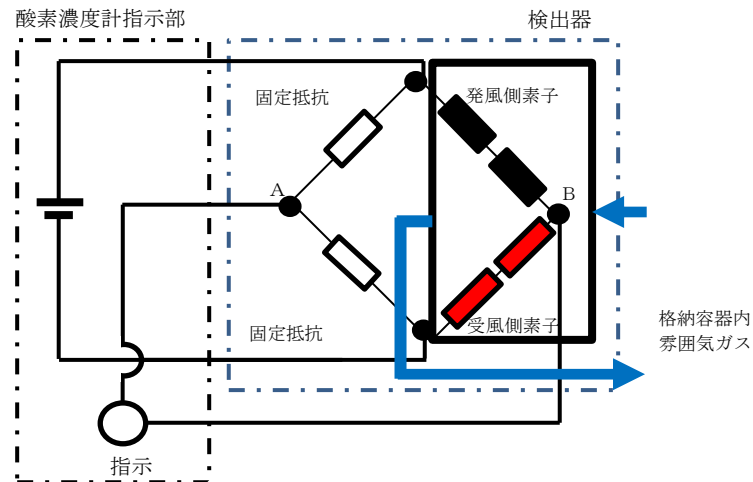 酸素濃度計指示部
検出器
固定抵抗
発風側素子
A
B
固定抵抗
受風側素子
格納容器内
雰囲気ガス
指示